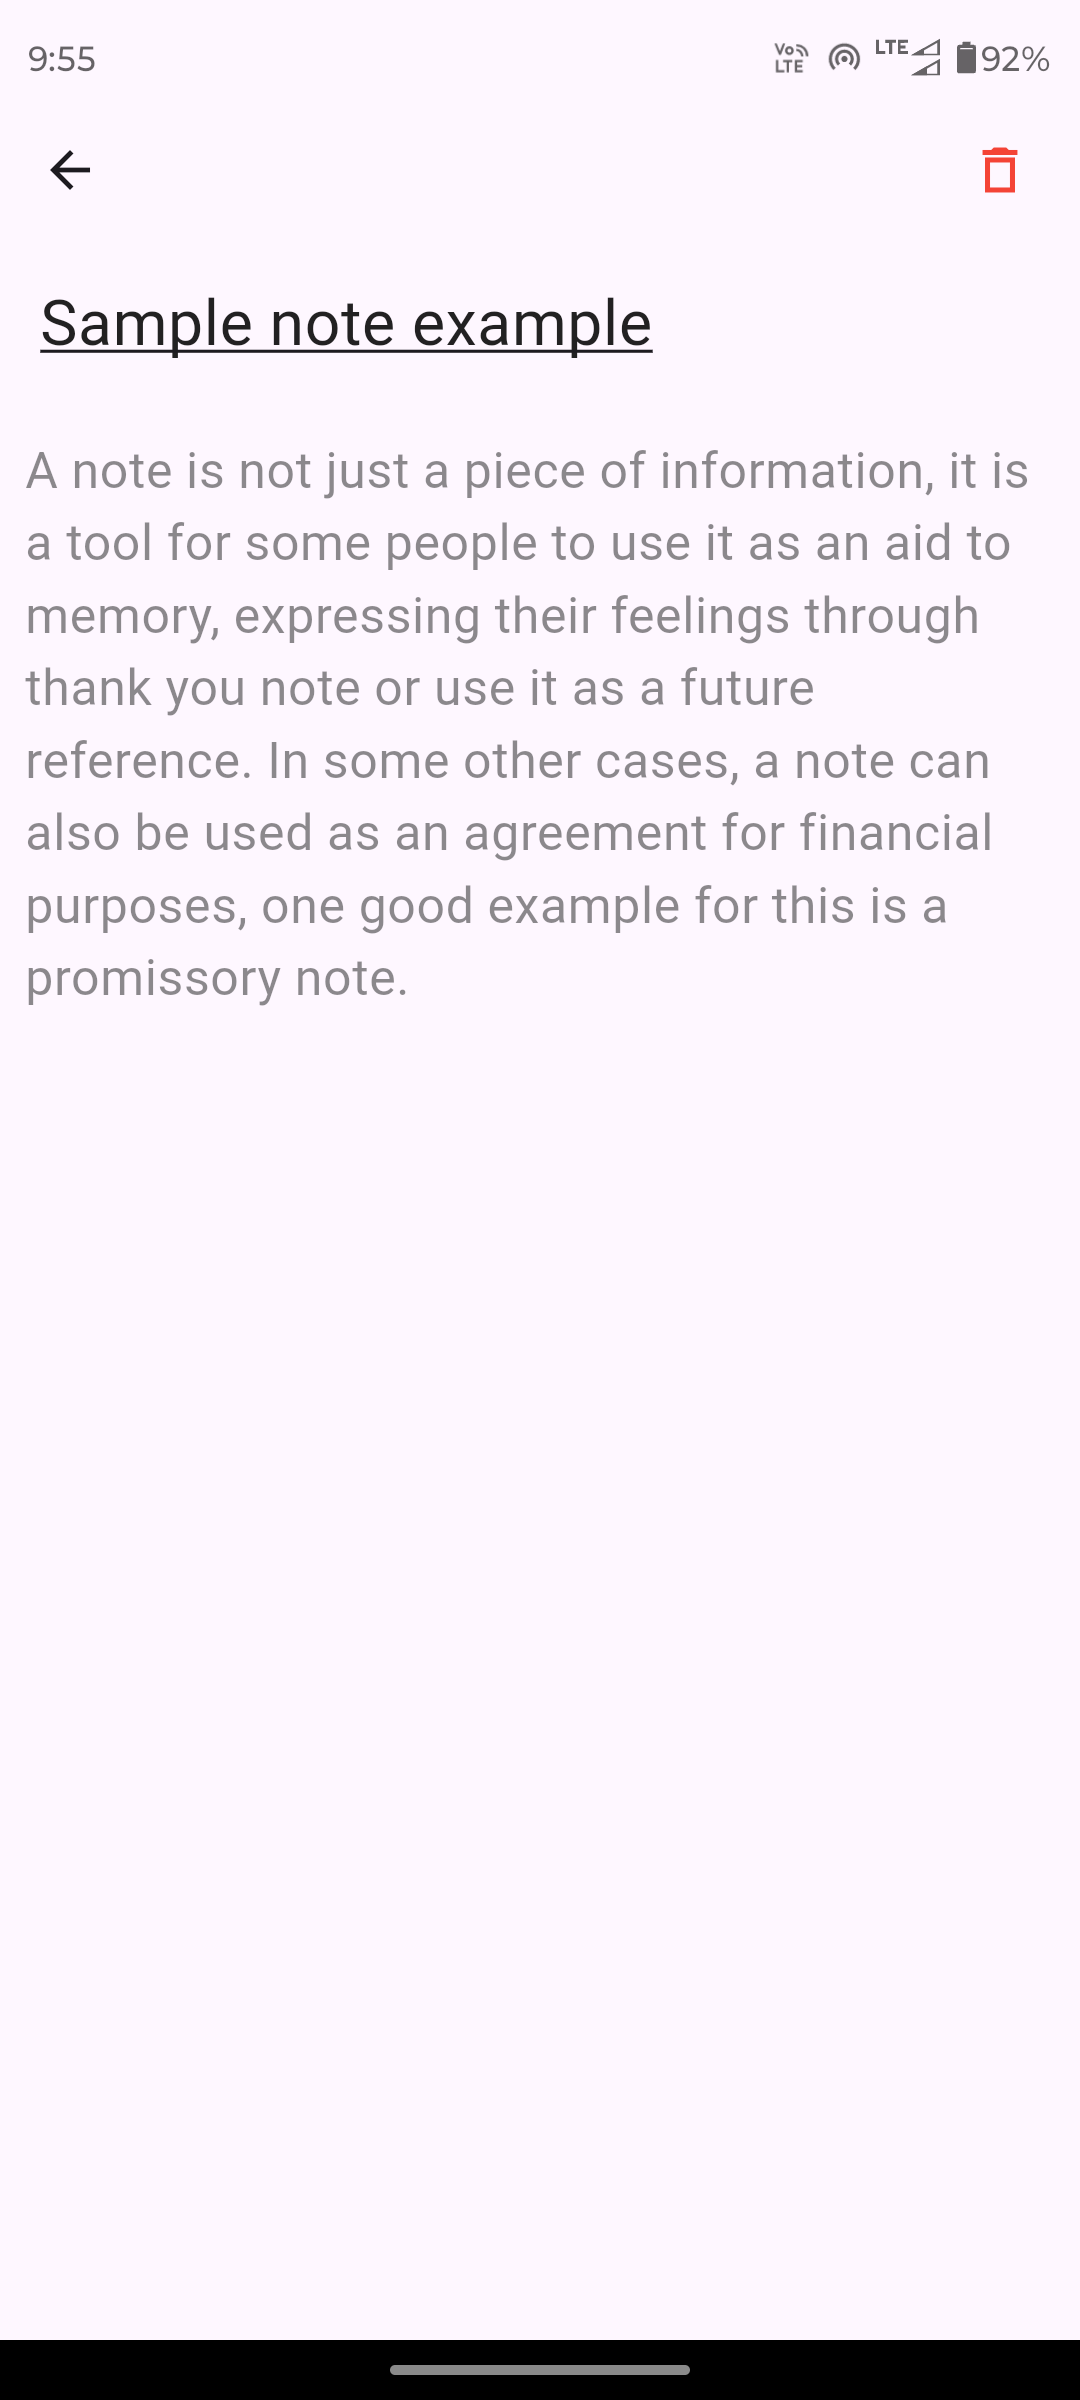 9:55 Vo LTE LTE 92%
Sample note example
A note is not just a piece of information, it is
a tool for some people to use it as an aid to
memory, expressing their feelings through
thank you note or use it as a future
reference. In some other cases, a note can
also be used as an agreement for financial
purposes, one good example for this is a
promissory note.